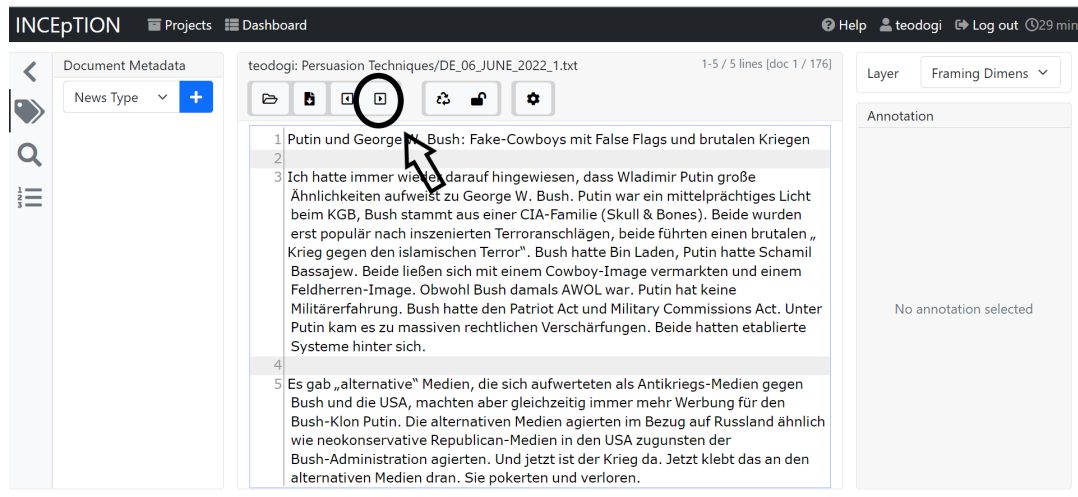 INCEpTION Projects Dashboard Help teodogi Log out 29 min
Document Metadata
News Type
teodogi: Persuasion Techniques/DE_06_JUNE_2022_1.txt 1-5 / 5 lines [doc 1 / 176]
Layer Framing Dimens
Annotation
No annotation selected
1 Putin und George W. Bush: Fake-Cowboys mit False Flags und brutalen Kriegen
2
3 Ich hatte immer wieder darauf hingewiesen, dass Wladimir Putin große
Ähnlichkeiten aufweist zu George W. Bush. Putin war ein mittelprächtiges Licht
beim KGB, Bush stammt aus einer CIA-Familie (Skull & Bones). Beide wurden
erst populär nach inszenierten Terroranschlägen, beide führten einen brutalen „
Krieg gegen den islamischen Terror“. Bush hatte Bin Laden, Putin hatte Schamil
Bassajew. Beide ließen sich mit einem Cowboy-Image vermarkten und einem
Feldherren-Image. Obwohl Bush damals AWOL war. Putin hat keine
Militärerfahrung. Bush hatte den Patriot Act und Military Commissions Act. Unter
Putin kam es zu massiven rechtlichen Verschärfungen. Beide hatten etablierte
Systeme hinter sich.
4
5 Es gab „alternative“ Medien, die sich aufwerteten als Antikriegs-Medien gegen
Bush und die USA, machten aber gleichzeitig immer mehr Werbung für den
Bush-Klon Putin. Die alternativen Medien agierten im Bezug auf Russland ähnlich
wie neokonservative Republican-Medien in den USA zugunsten der
Bush-Administration agierten. Und jetzt ist der Krieg da. Jetzt klebt das an den
alternativen Medien dran. Sie pokerten und verloren.